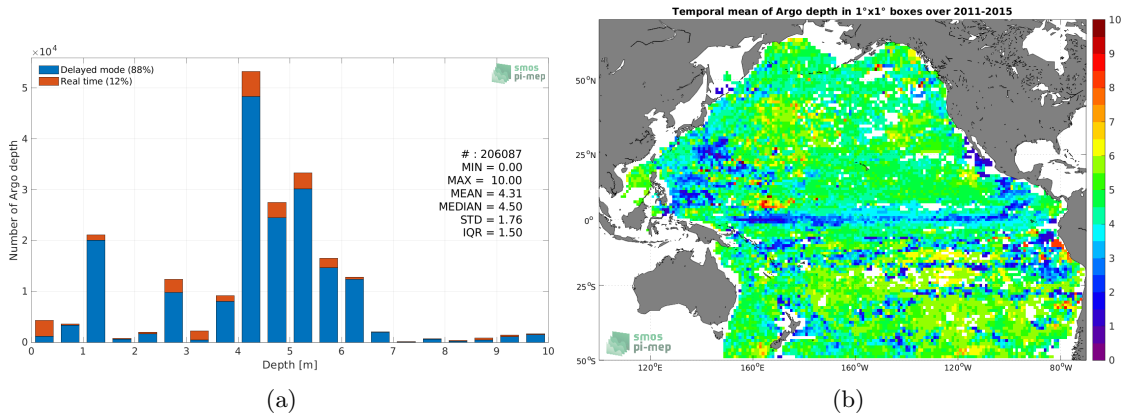 ×10⁴
Delayed mode (88%)
Real time (12%)
smos
pi-mep
# : 206087
MIN = 0.00
MAX = 10.00
MEAN = 4.31
MEDIAN = 4.50
STD = 1.76
IQR = 1.50
Number of Argo depth
5
4
3
2
1
0
0 1 2 3 4 5 6 7 8 9 10
Depth [m]
(a)
Temporal mean of Argo depth in 1°x1° boxes over 2011-2015
50°N
25°N
0°
25°S
50°S
120°E 160°E 160°W 120°W 80°W
smos
pi-mep
10
9
8
7
6
5
4
3
2
1
0
(b)